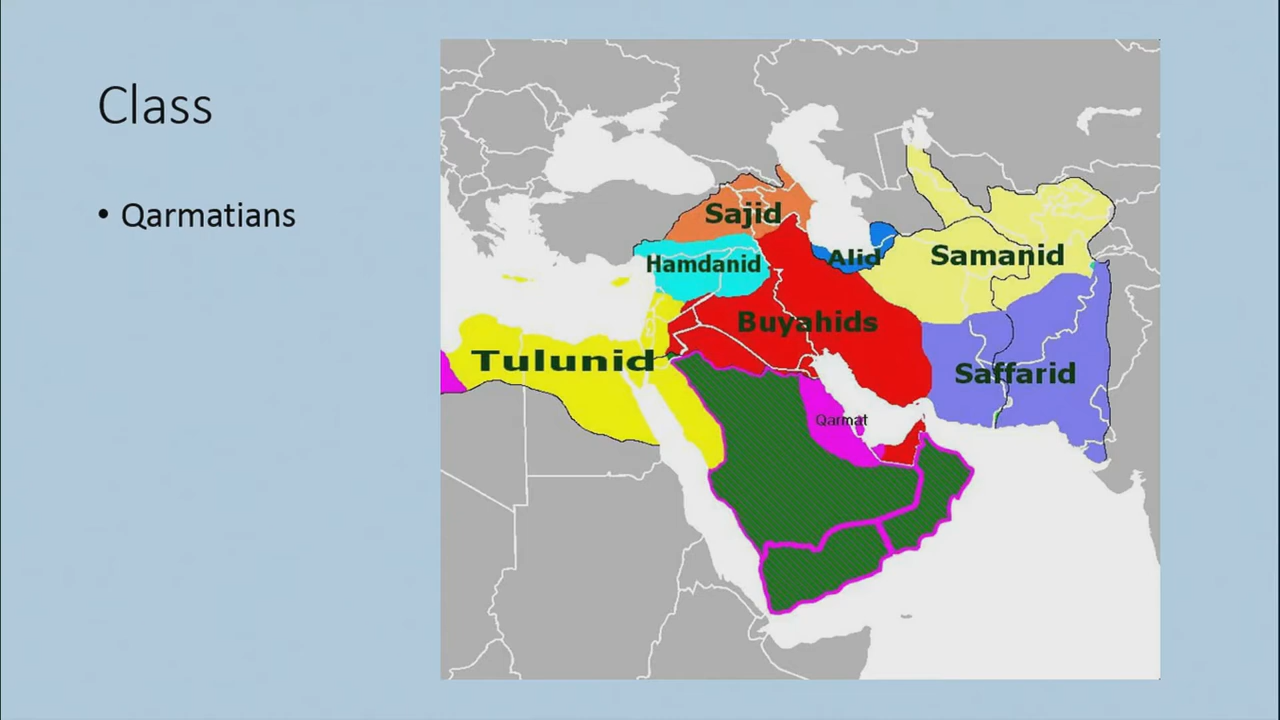 Class
• Qarmatians
Sajid
Hamdanid
Alid
Samanid
Buyahids
Tulunid
Saffarid
Qarmat